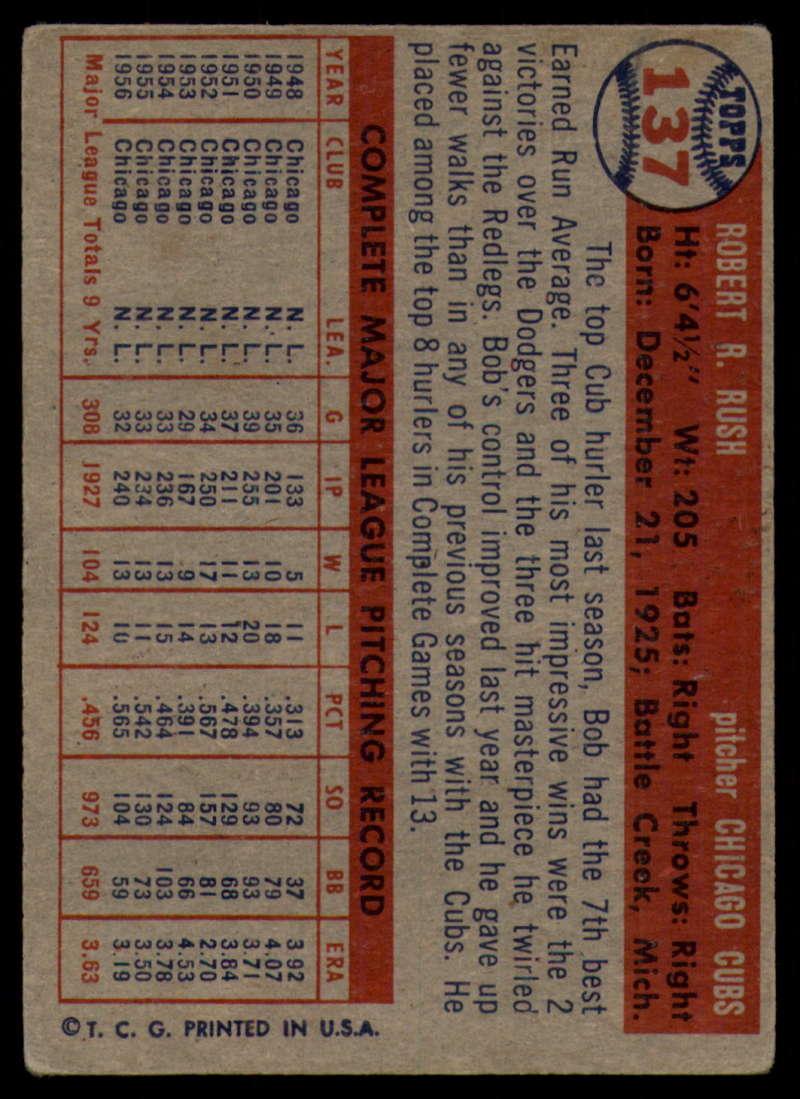 TOPPS
137
ROBERT R. RUSH pitcher CHICAGO CUBS
Ht: 6'4½" Wt: 205 Bats: Right Throws: Right
Born: December 21, 1925; Battle Creek, Mich.
The top Cub hurler last season, Bob had the 7th best
Earned Run Average. Three of his most impressive wins were the 2
victories over the Dodgers and the three hit masterpiece he twirled
against the Redlegs. Bob's control improved last year and he gave up
fewer walks than in any of his previous seasons with the Cubs. He
placed among the top 8 hurlers in Complete Games with 13.
COMPLETE MAJOR LEAGUE PITCHING RECORD
YEAR CLUB LEA. G IP W L PCT SO BB ERA
1948 Chicago N. L. 36 133 5 11 .313 72 37 3.92
1949 Chicago N. L. 35 201 10 18 .357 80 79 4.07
1950 Chicago N. L. 39 255 13 20 .394 93 93 3.71
1951 Chicago N. L. 37 211 11 12 .478 129 68 3.84
1952 Chicago N. L. 34 250 17 13 .567 157 81 2.70
1953 Chicago N. L. 29 167 9 14 .391 84 66 4.53
1954 Chicago N. L. 33 236 13 15 .464 124 103 3.78
1955 Chicago N. L. 33 234 13 11 .542 130 73 3.50
1956 Chicago N. L. 32 240 13 10 .565 104 59 3.19
Major League Totals 9 Yrs. 308 1927 104 124 .456 973 659 3.63
© T. C. G. PRINTED IN U.S.A.